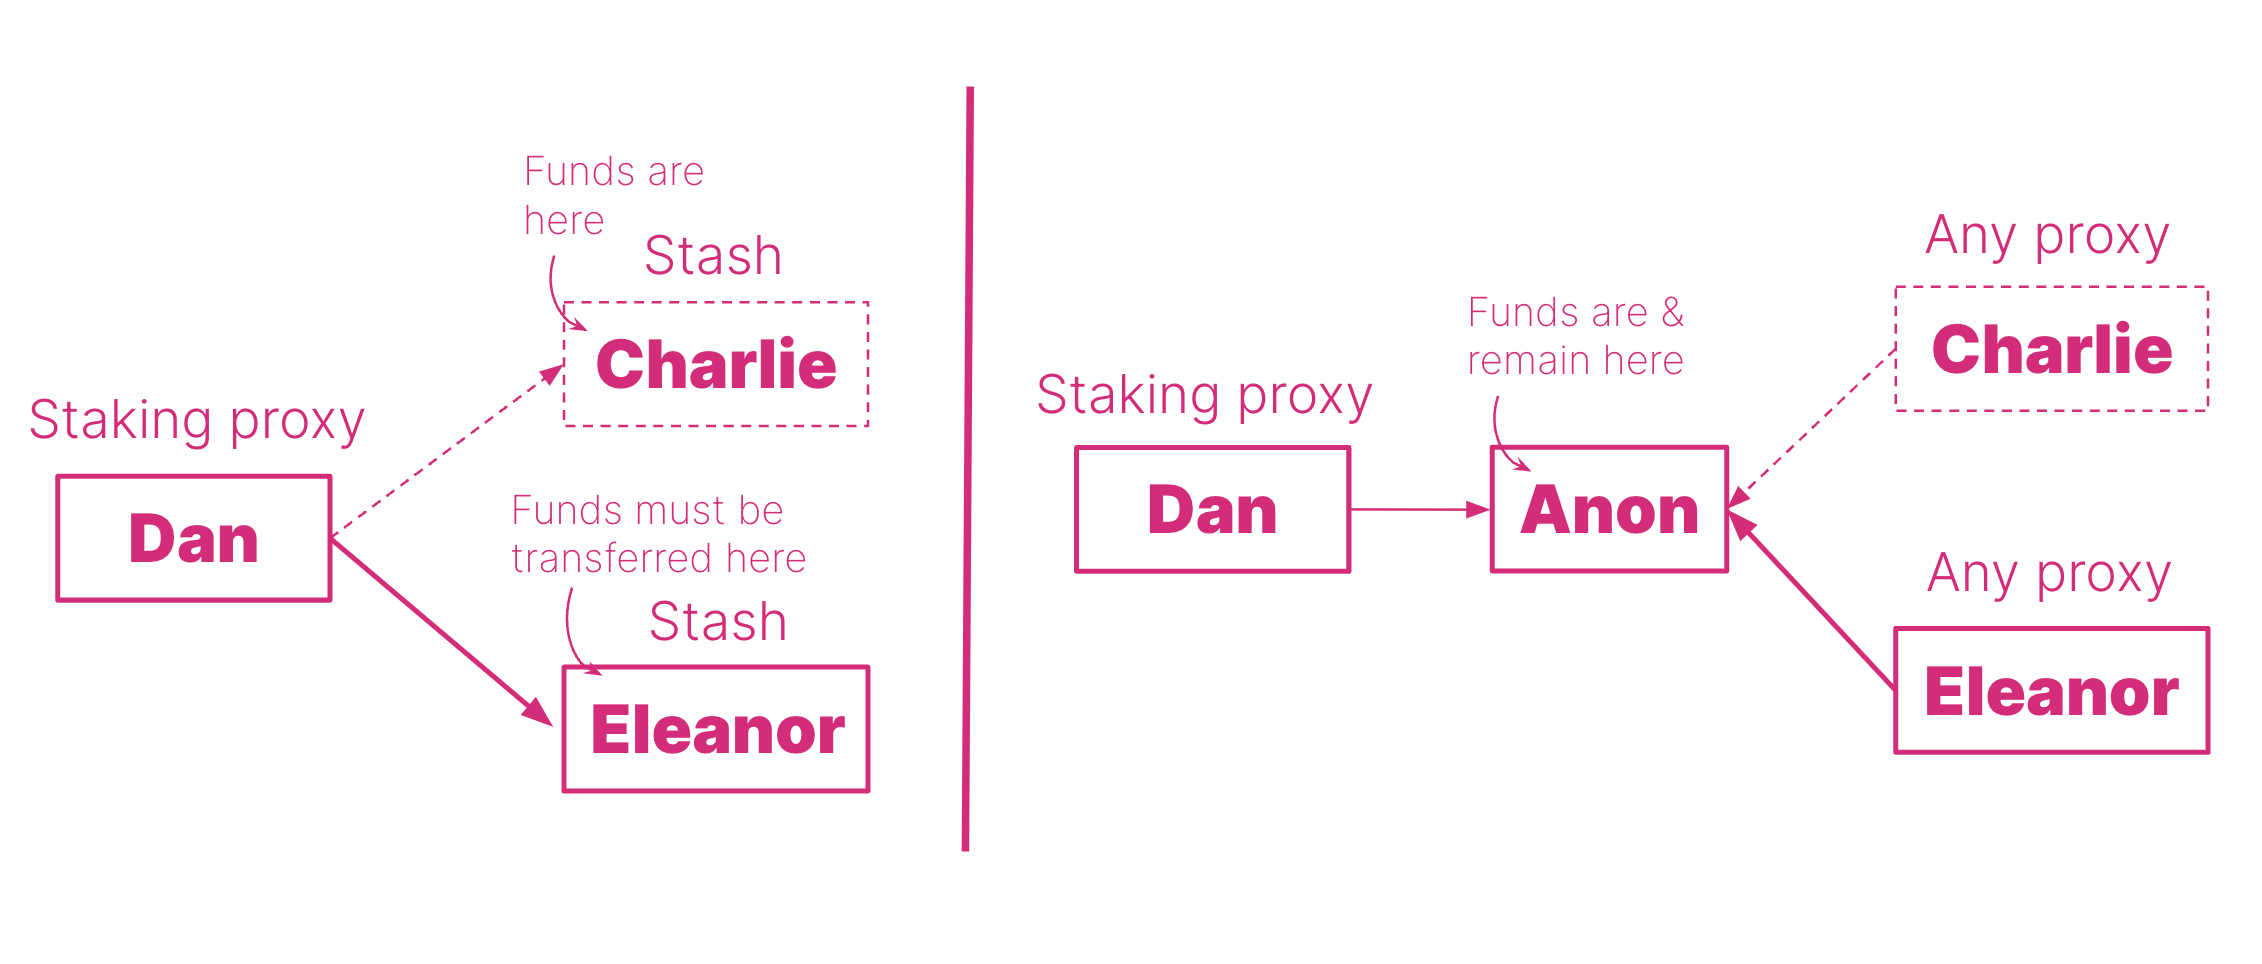 Funds are
here
Stash
Charlie
Staking proxy
Dan
Funds must be
transferred here
Stash
Eleanor
Any proxy
Charlie
Funds are &
remain here
Staking proxy
Dan
Anon
Any proxy
Eleanor